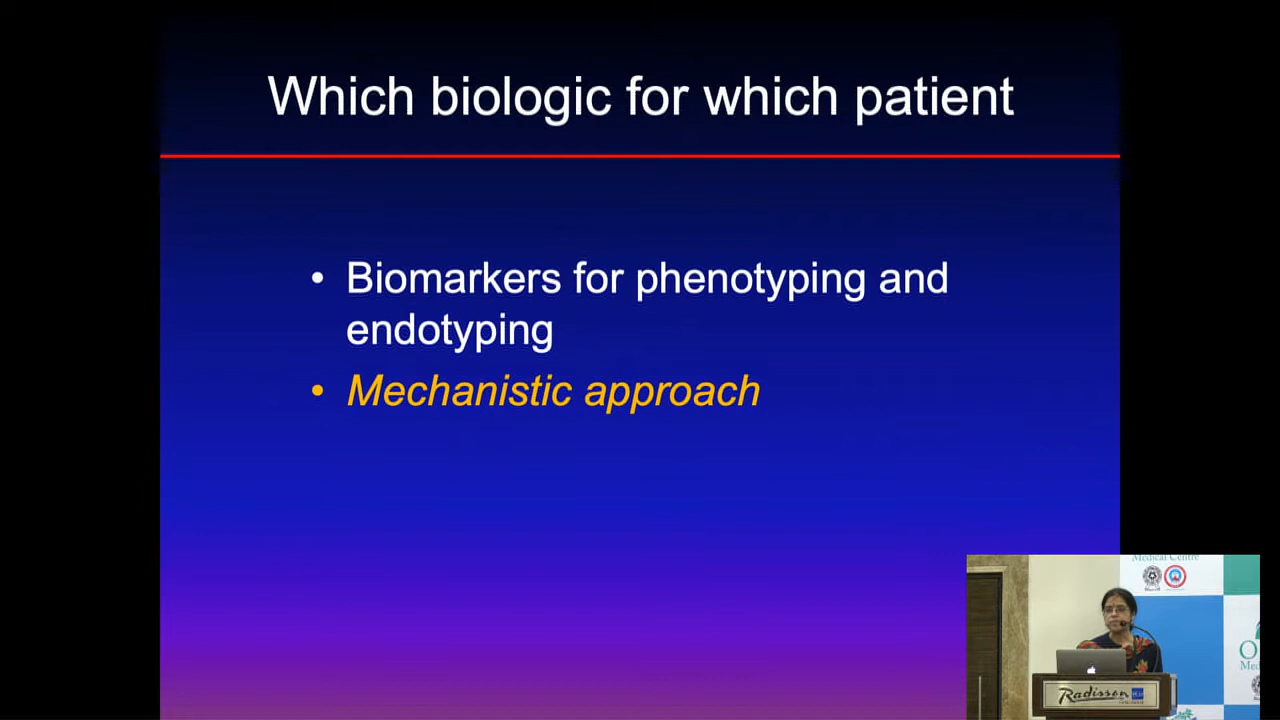 Which biologic for which patient
• Biomarkers for phenotyping and
endotyping
• Mechanistic approach
Medical Centre
Radisson